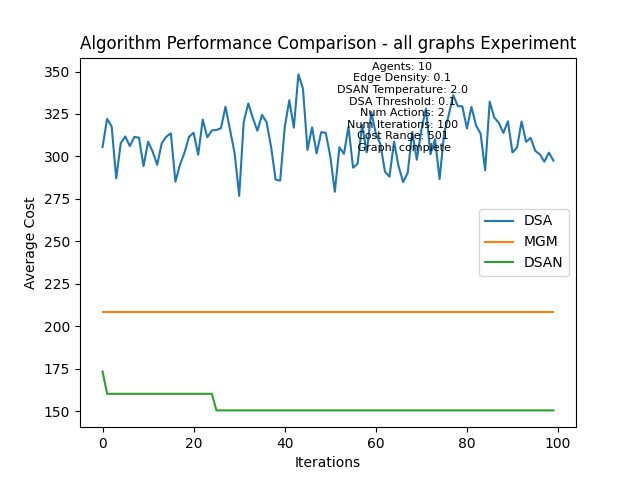 Algorithm Performance Comparison - all graphs Experiment
Agents: 10
Edge Density: 0.1
DSAN Temperature: 2.0
DSA Threshold: 0.1
Num Actions: 2
Num Iterations: 100
Cost Range: 501
Graph: complete
350
325
300
275
250
225
200
175
150
Average Cost
DSA
MGM
DSAN
0
20
40
60
80
100
Iterations